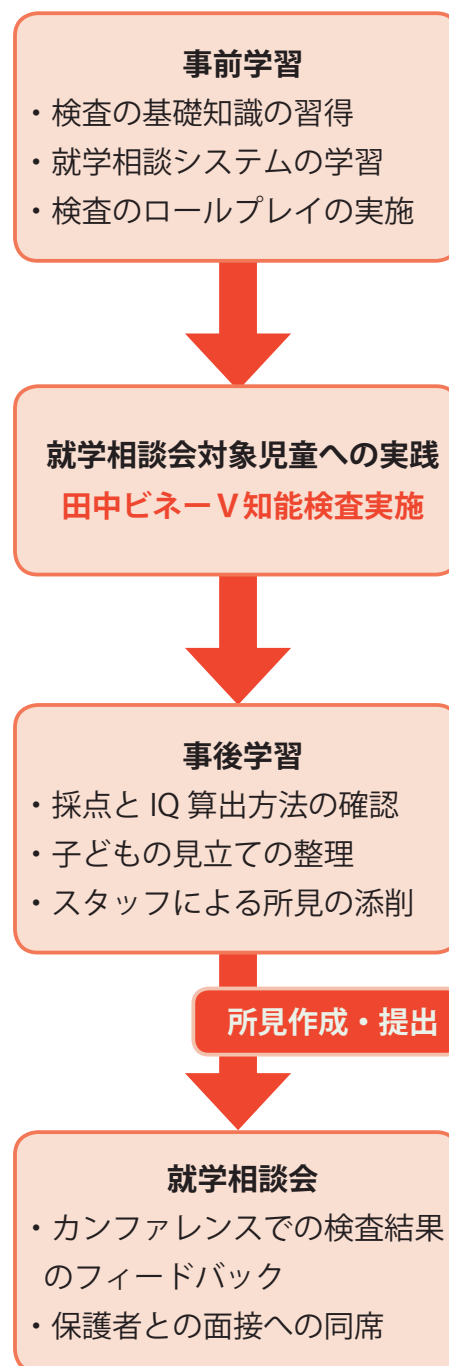 事前学習
・検査の基礎知識の習得
・就学相談システムの学習
・検査のロールプレイの実施
就学相談会対象児童への実践
田中ビネーⅤ知能検査実施
事後学習
・採点と IQ 算出方法の確認
・子どもの見立ての整理
・スタッフによる所見の添削
所見作成・提出
就学相談会
・カンファレンスでの検査結果
のフィードバック
・保護者との面接への同席